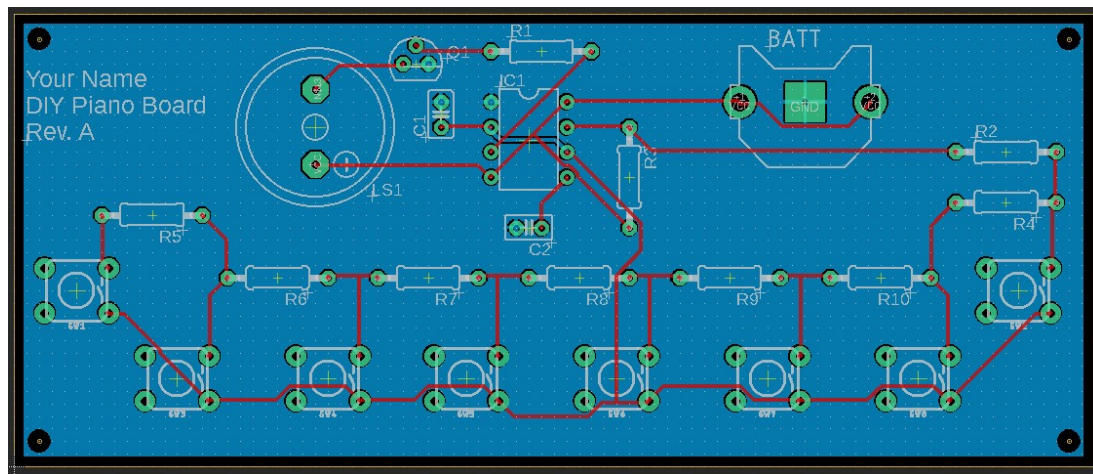 R1
BATT
Q1
Your Name
DIY Piano Board
Rev. A
IC1
GND
C1
R3
R2
LS1
R4
R5
C2
R6
R7
R8
R9
R10